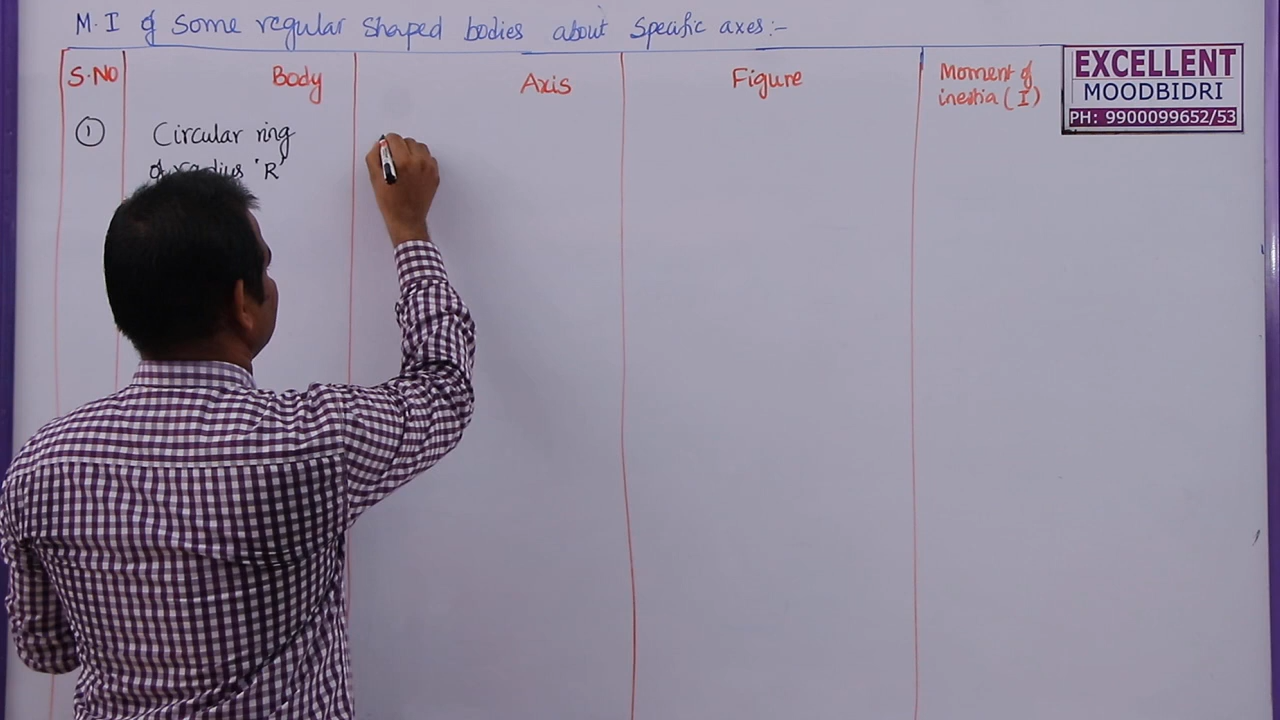 M.I of Some regular Shaped bodies about Specific axes:-
S.No Body Axis Figure Moment of inertia (I)
① Circular ring
of radius 'R'
EXCELLENT
MOODBIDRI
PH: 9900099652/53